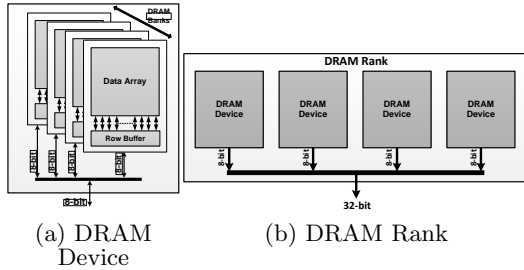 DRAM
Banks
Data Array
Row Buffer
8-bit
8-bit
8-bit
8-bit
8-bit
(a) DRAM
Device
DRAM Rank
DRAM
Device
DRAM
Device
DRAM
Device
DRAM
Device
8-bit
8-bit
8-bit
8-bit
32-bit
(b) DRAM Rank